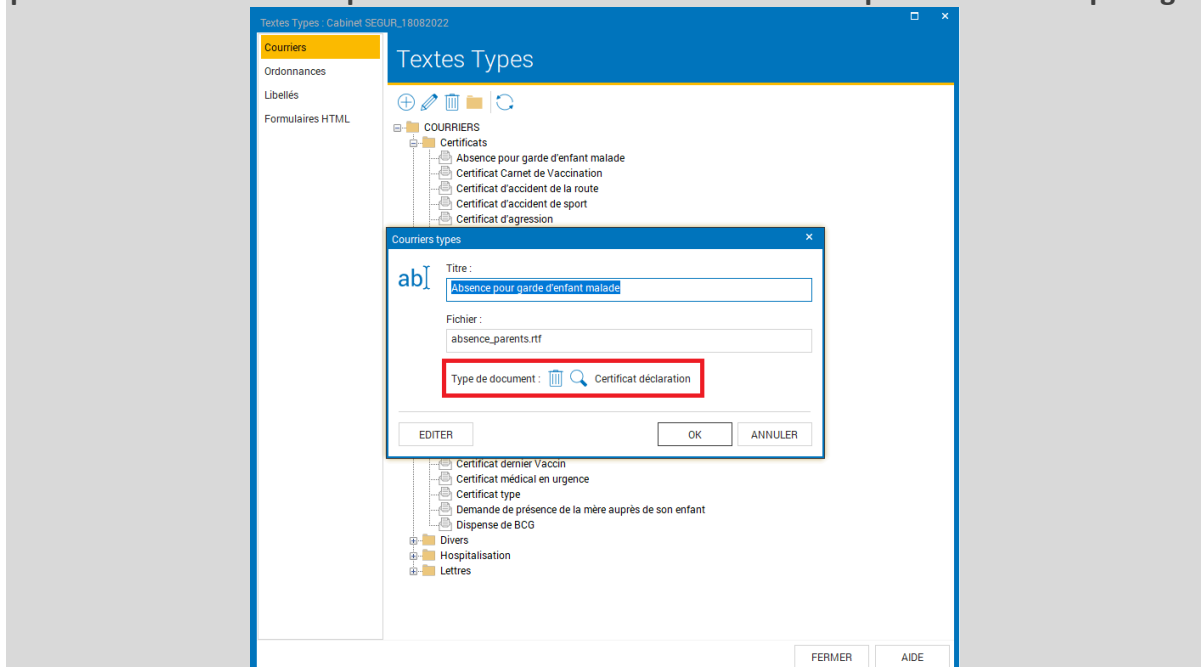 Textes Types : Cabinet SEGUR_18082022
Courriers
Ordonnances
Libellés
Formulaires HTML
Textes Types
COURRIERS
Certificats
Absence pour garde d'enfant malade
Certificat Carnet de Vaccination
Certificat d'accident de la route
Certificat d'accident de sport
Certificat d'agression
Courriers types
ab
Titre :
Absence pour garde d'enfant malade
Fichier :
absence_parents.rtf
Type de document : Certificat déclaration
EDITER OK ANNULER
Certificat dernier Vaccin
Certificat médical en urgence
Certificat type
Demande de présence de la mère auprès de son enfant
Dispense de BCG
Divers
Hospitalisation
Lettres
FERMER AIDE